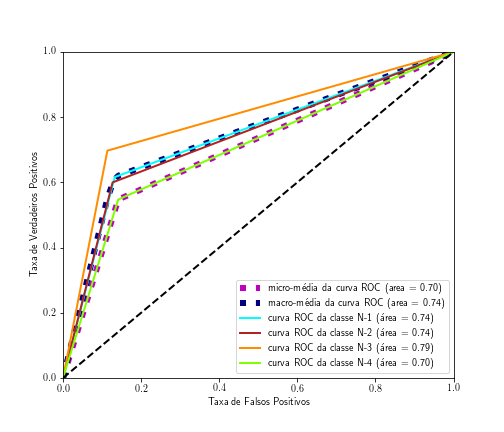 1.0
0.8
0.6
0.4
0.2
0.0
Taxa de Verdadeiros Positivos
micro-média da curva ROC (area = 0.70)
macro-média da curva ROC (area = 0.74)
curva ROC da classe N-1 (área = 0.74)
curva ROC da classe N-2 (área = 0.74)
curva ROC da classe N-3 (área = 0.79)
curva ROC da classe N-4 (área = 0.70)
0.0 0.2 0.4 0.6 0.8 1.0
Taxa de Falsos Positivos